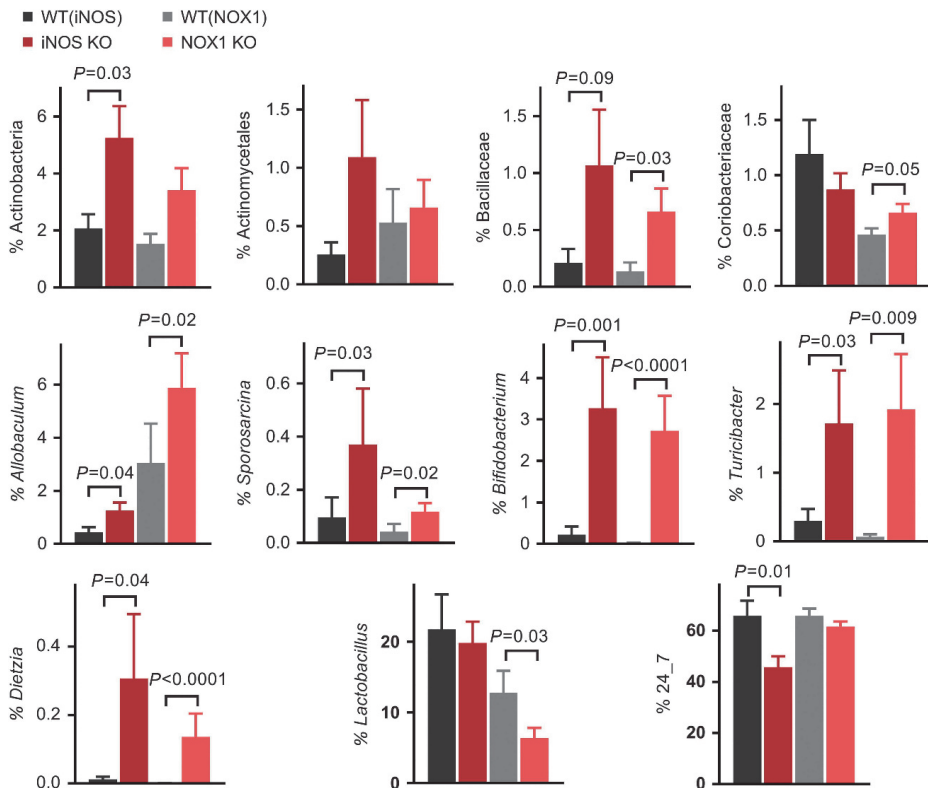 WT(iNOS) WT(NOX1)
iNOS KO NOX1 KO
% Actinobacteria
P=0.03
6
4
2
0
% Actinomycetales
1.5
1.0
0.5
0.0
% Bacillaceae
P=0.09
P=0.03
1.5
1.0
0.5
0.0
% Coriobacteriaceae
P=0.05
1.5
1.0
0.5
0.0
% Allobaculum
P=0.02
P=0.04
6
4
2
0
% Sporosarcina
P=0.03
P=0.02
0.6
0.4
0.2
0.0
% Bifidobacterium
P=0.001
P<0.0001
4
3
2
1
0
% Turicibacter
P=0.03
P=0.009
2
1
0
% Dietzia
P=0.04
P<0.0001
0.4
0.2
0.0
% Lactobacillus
P=0.03
20
10
0
% 24_7
P=0.01
60
40
20
0